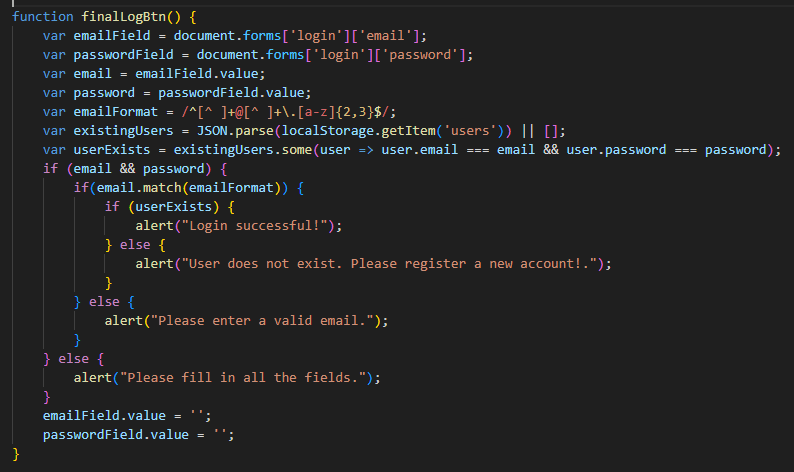 function finalLogBtn() {
    var emailField = document.forms['login']['email'];
    var passwordField = document.forms['login']['password'];
    var email = emailField.value;
    var password = passwordField.value;
    var emailFormat = /^[^ ]+@[^ ]+\.[a-z]{2,3}$/;
    var existingUsers = JSON.parse(localStorage.getItem('users')) || [];
    var userExists = existingUsers.some(user => user.email === email && user.password === password);
    if (email && password) {
        if(email.match(emailFormat)) {
            if (userExists) {
                alert("Login successful!");
            } else {
                alert("User does not exist. Please register a new account!.");
            }
        } else {
            alert("Please enter a valid email.");
        }
    } else {
        alert("Please fill in all the fields.");
    }
    emailField.value = '';
    passwordField.value = '';
}